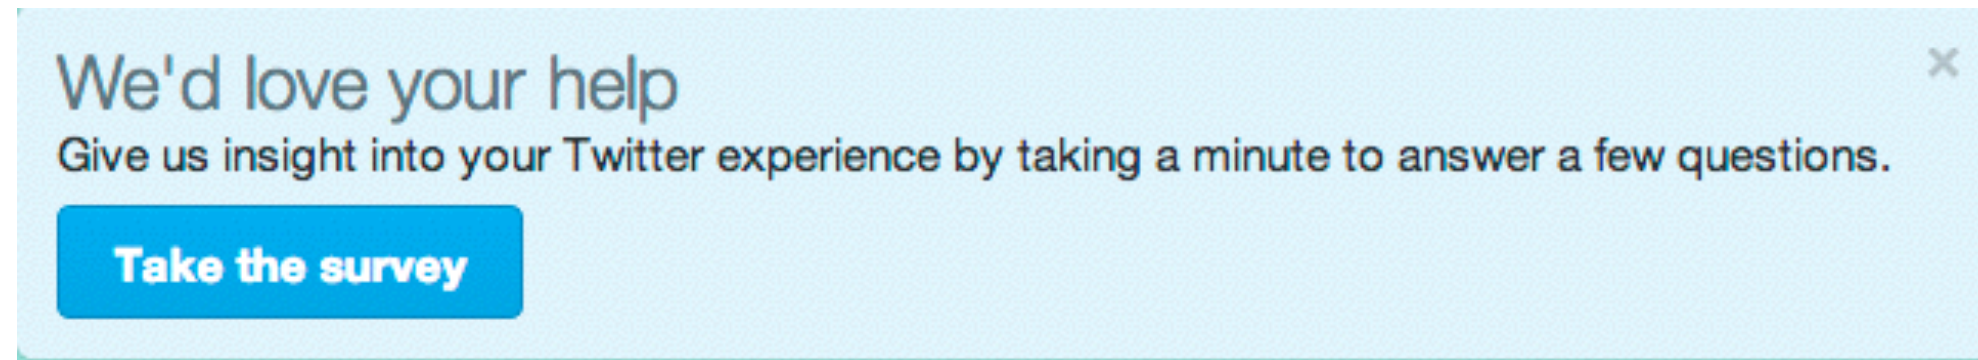 We'd love your help
Give us insight into your Twitter experience by taking a minute to answer a few questions.
Take the survey